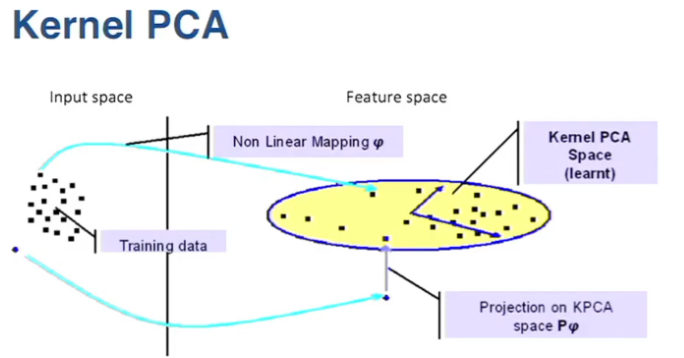 Kernel PCA
Input space
Feature space
Non Linear Mapping φ
Kernel PCA
Space
(learnt)
Training data
Projection on KPCA
space Pφ